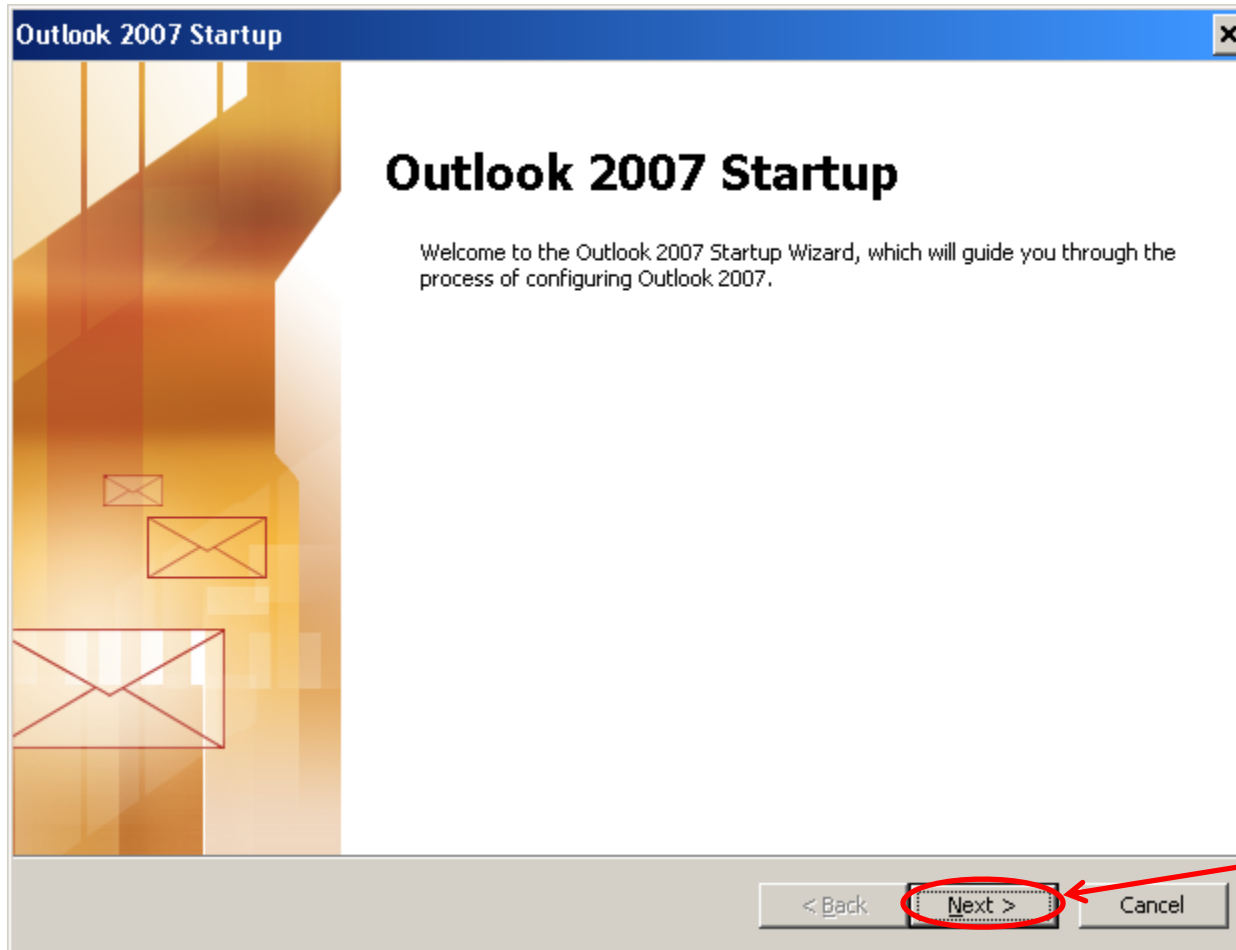 Outlook 2007 Startup
Outlook 2007 Startup
Welcome to the Outlook 2007 Startup Wizard, which will guide you through the
process of configuring Outlook 2007.
< Back Next > Cancel